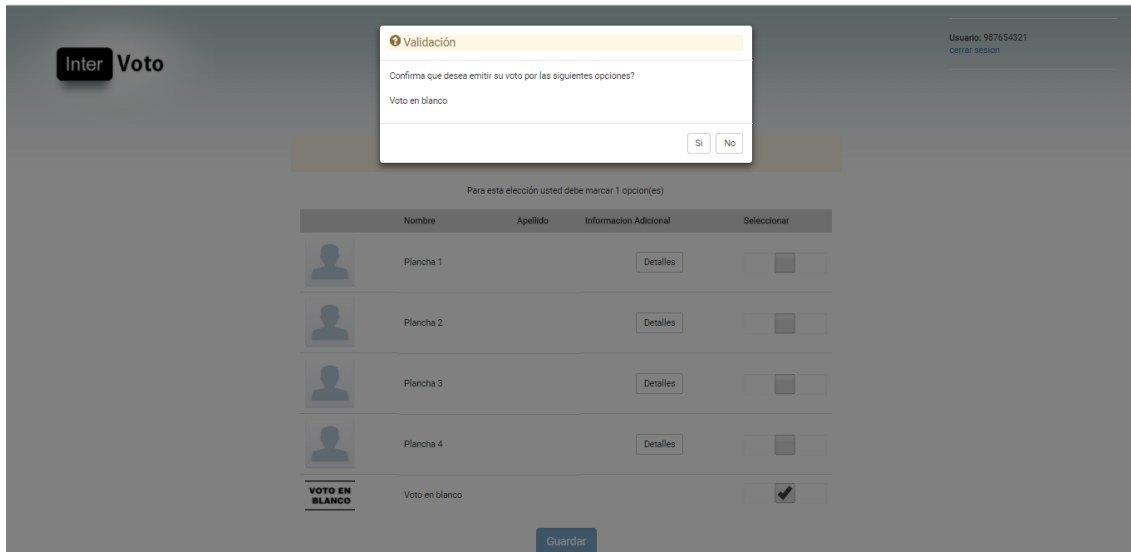 Inter Voto
Validación
Confirma que desea emitir su voto por las siguientes opciones?
Voto en blanco
Si No
Usuario: 987654321
cerrar sesion
Para esta elección usted debe marcar 1 opcion(es)
Nombre Apellido Informacion Adicional Seleccionar
Plancha 1 Detalles
Plancha 2 Detalles
Plancha 3 Detalles
Plancha 4 Detalles
VOTO EN
BLANCO
Voto en blanco
Guardar